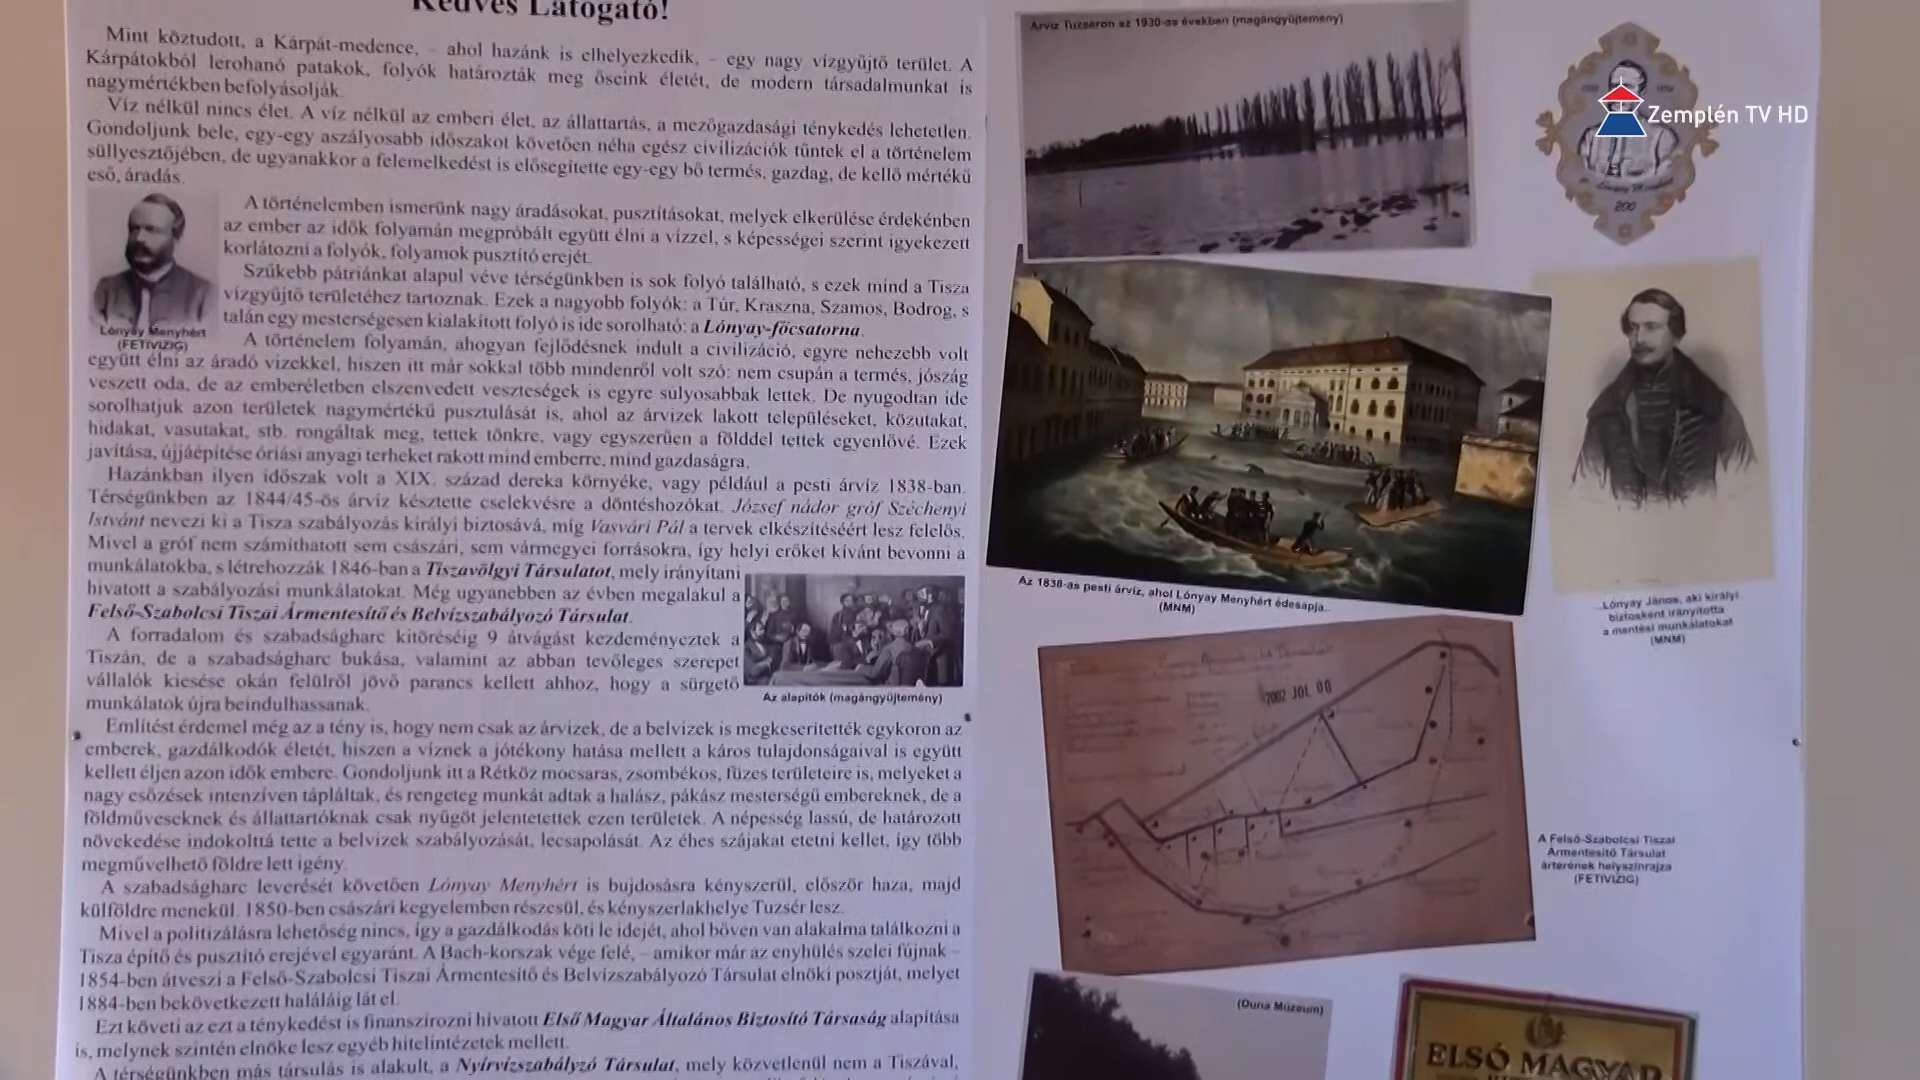 Kedves Látogató!
Mint köztudott, a Kárpát-medence, – ahol hazánk is elhelyezkedik, – egy nagy vízgyűjtő terület. A
Kárpátokból lerohanó patakok, folyók határozták meg őseink életét, de modern társadalmunkat is
nagymértékben befolyásolják.
Víz nélkül nincs élet. A víz nélkül az emberi élet, az állattartás, a mezőgazdasági ténykedés lehetetlen.
Gondoljunk bele, egy-egy aszályosabb időszakot követően néha egész civilizációk tűntek el a történelem
süllyesztőjében, de ugyanakkor a felemelkedést is elősegítette egy-egy bő termés, gazdag, de kellő mértékű
eső, áradás.
A történelemben ismerünk nagy áradásokat, pusztításokat, melyek elkerülése érdekénben
az ember az idők folyamán megpróbált együtt élni a vízzel, s képességei szerint igyekezett
korlátozni a folyók, folyamok pusztító erejét.
Szűkebb pátriánkat alapul véve térségünkben is sok folyó található, s ezek mind a Tisza
vízgyűjtő területéhez tartoznak. Ezek a nagyobb folyók: a Túr, Kraszna, Szamos, Bodrog, s
talán egy mesterségesen kialakított folyó is ide sorolható: a Lónyay-főcsatorna.
Lónyay Menyhért
(FETIVIZIG)
A történelem folyamán, ahogyan fejlődésnek indult a civilizáció, egyre nehezebb volt
együtt élni az áradó vizekkel, hiszen itt már sokkal több mindenről volt szó: nem csupán a termés, jószág
veszett oda, de az emberéletben elszenvedett veszteségek is egyre súlyosabbak lettek. De nyugodtan ide
sorolhatjuk azon területek nagymértékű pusztulását is, ahol az árvizek lakott településeket, közutakat,
hidakat, vasutakat, stb. rongáltak meg, tettek tönkre, vagy egyszerűen a földdel tettek egyenlővé. Ezek
javítása, újjáépítése óriási anyagi terheket rakott mind emberre, mind gazdaságra.
Hazánkban ilyen időszak volt a XIX. század dereka környéke, vagy például a pesti árvíz 1838-ban.
Térségünkben az 1844/45-ös árvíz késztette cselekvésre a döntéshozókat. József nádor gróf Széchenyi
Istvánt nevezi ki a Tisza szabályozás királyi biztosává, míg Vasvári Pál a tervek elkészítéséért lesz felelős.
Mivel a gróf nem számíthatott sem császári, sem vármegyei forrásokra, így helyi erőket kívánt bevonni a
munkálatokba, s létrehozzák 1846-ban a Tiszavölgyi Társulatot, mely irányítani
hivatott a szabályozási munkálatokat. Még ugyanebben az évben megalakul a
Felső-Szabolcsi Tiszai Ármentesítő és Belvízszabályozó Társulat.
A forradalom és szabadságharc kitöréséig 9 átvágást kezdeményeztek a
Tiszán, de a szabadságharc bukása, valamint az abban tevőleges szerepet
vállalók kiesése okán felülről jövő parancs kellett ahhoz, hogy a sürgető
munkálatok újra beindulhassanak.
Az alapítók (magángyűjtemény)
Említést érdemel még az a tény is, hogy nem csak az árvizek, de a belvizek is megkeserítették egykoron az
emberek, gazdálkodók életét, hiszen a víznek a jótékony hatása mellett a káros tulajdonságaival is együtt
kellett éljen azon idők embere. Gondoljunk itt a Rétköz mocsaras, zsombékos, füzes területeire is, melyeket a
nagy esőzések intenzíven tápláltak, és rengeteg munkát adtak a halász, pákász mesterségű embereknek, de a
földműveseknek és állattartóknak csak nyűgöt jelentetettek ezen területek. A népesség lassú, de határozott
növekedése indokolttá tette a belvizek szabályozását, lecsapolását. Az éhes szájakat etetni kellet, így több
megművelhető földre lett igény.
A szabadságharc leverését követően Lónyay Menyhért is bujdosásra kényszerül, először haza, majd
külföldre menekül. 1850-ben császári kegyelemben részesül, és kényszerlakhelye Tuzsér lesz.
Mivel a politizálásra lehetőség nincs, így a gazdálkodás köti le idejét, ahol bőven van alakalma találkozni a
Tisza építő és pusztító erejével egyaránt. A Bach-korszak vége felé, – amikor már az enyhülés szelei fújnak –
1854-ben átveszi a Felső-Szabolcsi Tiszai Ármentesítő és Belvízszabályozó Társulat elnöki posztját, melyet
1884-ben bekövetkezett haláláig lát el.
Ezt követi az ezt a ténykedést is finanszírozni hivatott Első Magyar Általános Biztosító Társaság alapítása
is, melynek szintén elnöke lesz egyéb hitelintézetek mellett.
A térségünkben más társulás is alakult, a Nyírvízszabályzó Társulat, mely közvetlenül nem a Tiszával,
Árvíz Tuzséron az 1930-as években (magángyűjtemény)
Zemplén TV HD
200
Az 1838-as pesti árvíz, ahol Lónyay Menyhért édesapja...
(MNM)
...Lónyay János, aki királyi
biztosként irányította
a mentési munkálatokat
(MNM)
2002 JÚL 00
A Felső-Szabolcsi Tiszai
Ármentesítő Társulat
árterének helyszínrajza
(FETIVIZIG)
(Duna Múzeum)
ELSŐ MAGYAR